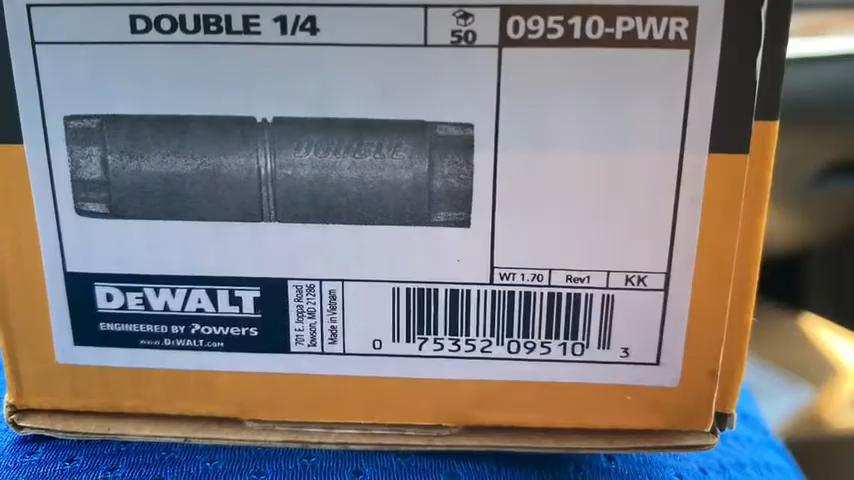 DOUBLE 1/4
50
09510-PWR
DOUBLE
WT 1.70
Rev1
KK
DEWALT
ENGINEERED BY Powers
www.DEWALT.com
701 E. Joppa Road
Towson, MD 21286
Made in Vietnam
0 75352 09510 3